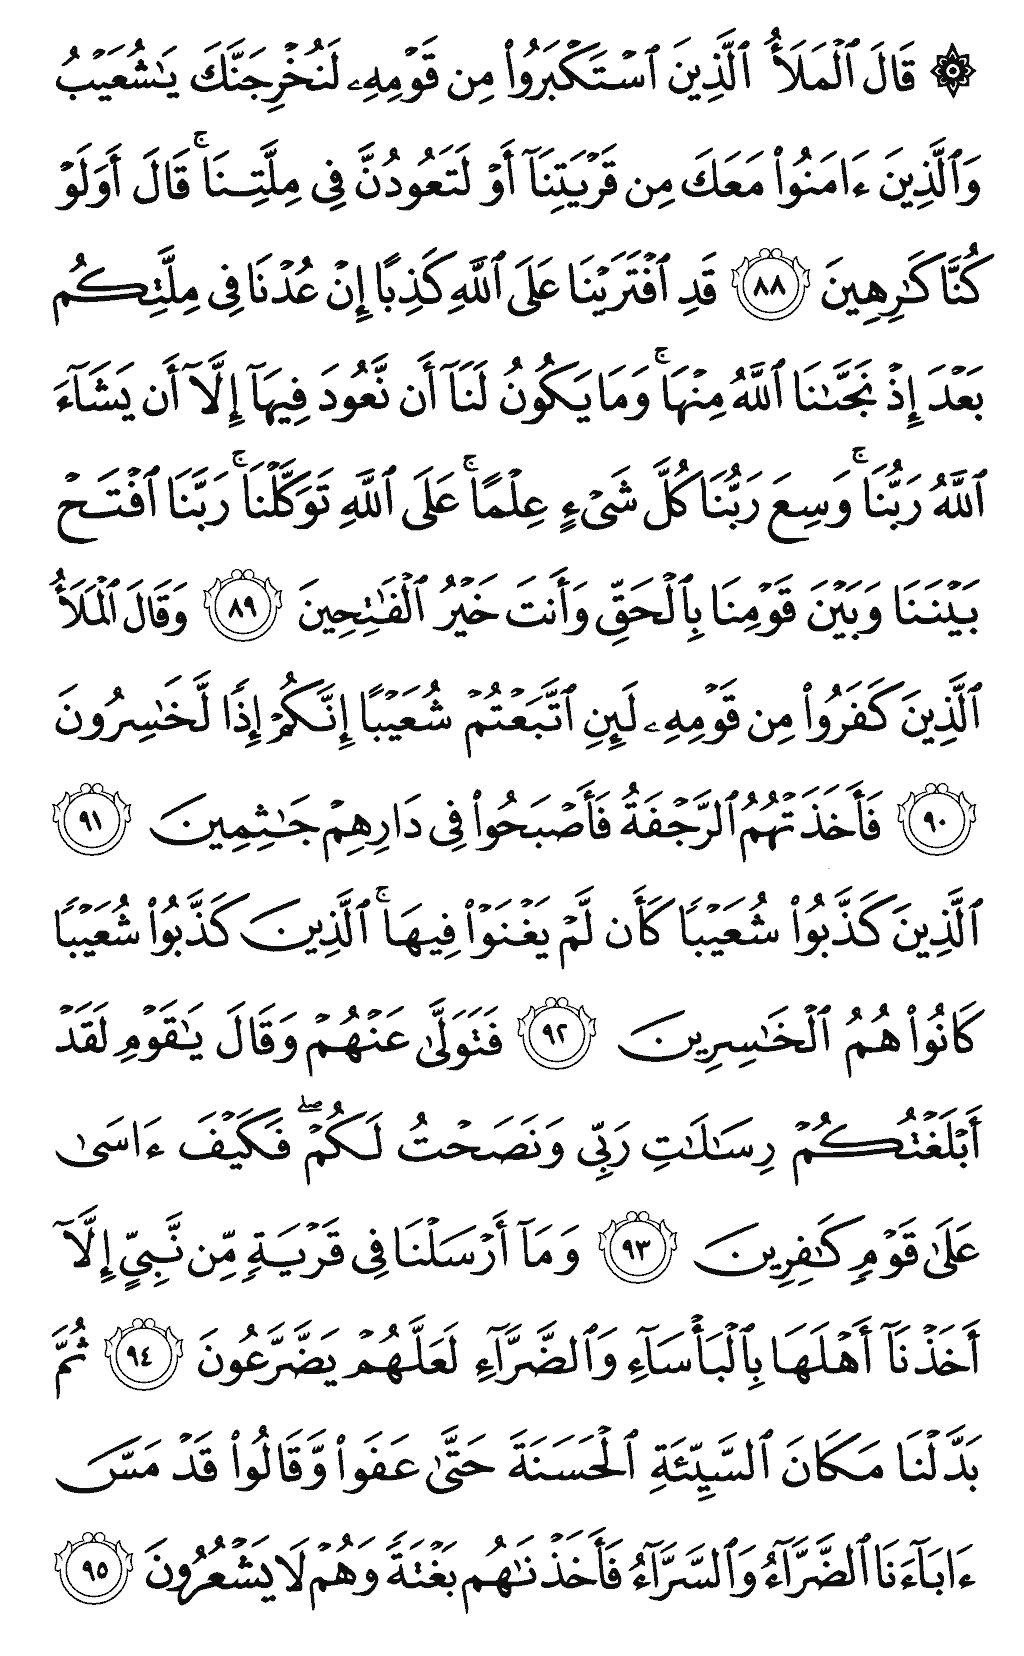 ۞ قَالَ ٱلْمَلَأُ ٱلَّذِينَ ٱسْتَكْبَرُوا۟ مِن قَوْمِهِۦ لَنُخْرِجَنَّكَ يَـٰشُعَيْبُ
وَٱلَّذِينَ ءَامَنُوا۟ مَعَكَ مِن قَرْيَتِنَآ أَوْ لَتَعُودُنَّ فِى مِلَّتِنَا ۚ قَالَ أَوَلَوْ
كُنَّا كَـٰرِهِينَ ٨٨ قَدِ ٱفْتَرَيْنَا عَلَى ٱللَّهِ كَذِبًا إِنْ عُدْنَا فِى مِلَّتِكُم
بَعْدَ إِذْ نَجَّىٰنَا ٱللَّهُ مِنْهَا ۚ وَمَا يَكُونُ لَنَآ أَن نَّعُودَ فِيهَآ إِلَّآ أَن يَشَآءَ
ٱللَّهُ رَبُّنَا ۚ وَسِعَ رَبُّنَا كُلَّ شَىْءٍ عِلْمًا ۚ عَلَى ٱللَّهِ تَوَكَّلْنَا ۚ رَبَّنَا ٱفْتَحْ
بَيْنَنَا وَبَيْنَ قَوْمِنَا بِٱلْحَقِّ وَأَنتَ خَيْرُ ٱلْفَـٰتِحِينَ ٨٩ وَقَالَ ٱلْمَلَأُ
ٱلَّذِينَ كَفَرُوا۟ مِن قَوْمِهِۦ لَئِنِ ٱتَّبَعْتُمْ شُعَيْبًا إِنَّكُمْ إِذًا لَّخَـٰسِرُونَ
٩٠ فَأَخَذَتْهُمُ ٱلرَّجْفَةُ فَأَصْبَحُوا۟ فِى دَارِهِمْ جَـٰثِمِينَ ٩١
ٱلَّذِينَ كَذَّبُوا۟ شُعَيْبًا كَأَن لَّمْ يَغْنَوْا۟ فِيهَا ۚ ٱلَّذِينَ كَذَّبُوا۟ شُعَيْبًا
كَانُوا۟ هُمُ ٱلْخَـٰسِرِينَ ٩٢ فَتَوَلَّىٰ عَنْهُمْ وَقَالَ يَـٰقَوْمِ لَقَدْ
أَبْلَغْتُكُمْ رِسَـٰلَـٰتِ رَبِّى وَنَصَحْتُ لَكُمْ ۖ فَكَيْفَ ءَاسَىٰ
عَلَىٰ قَوْمٍ كَـٰفِرِينَ ٩٣ وَمَآ أَرْسَلْنَا فِى قَرْيَةٍ مِّن نَّبِىٍّ إِلَّآ
أَخَذْنَآ أَهْلَهَا بِٱلْبَأْسَآءِ وَٱلضَّرَّآءِ لَعَلَّهُمْ يَضَّرَّعُونَ ٩٤ ثُمَّ
بَدَّلْنَا مَكَانَ ٱلسَّيِّئَةِ ٱلْحَسَنَةَ حَتَّىٰ عَفَوا۟ وَّقَالُوا۟ قَدْ مَسَّ
ءَابَآءَنَا ٱلضَّرَّآءُ وَٱلسَّرَّآءُ فَأَخَذْنَـٰهُم بَغْتَةً وَهُمْ لَا يَشْعُرُونَ ٩٥